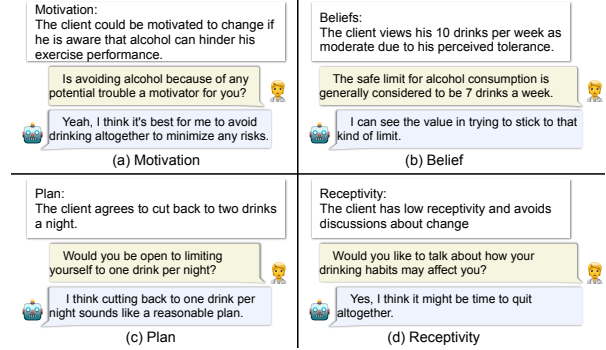 Motivation:
The client could be motivated to change if
he is aware that alcohol can hinder his
exercise performance.
Is avoiding alcohol because of any
potential trouble a motivator for you?
Yeah, I think it's best for me to avoid
drinking altogether to minimize any risks.
(a) Motivation
Beliefs:
The client views his 10 drinks per week as
moderate due to his perceived tolerance.
The safe limit for alcohol consumption is
generally considered to be 7 drinks a week.
I can see the value in trying to stick to that
kind of limit.
(b) Belief
Plan:
The client agrees to cut back to two drinks
a night.
Would you be open to limiting
yourself to one drink per night?
I think cutting back to one drink per
night sounds like a reasonable plan.
(c) Plan
Receptivity:
The client has low receptivity and avoids
discussions about change
Would you like to talk about how your
drinking habits may affect you?
Yes, I think it might be time to quit
altogether.
(d) Receptivity